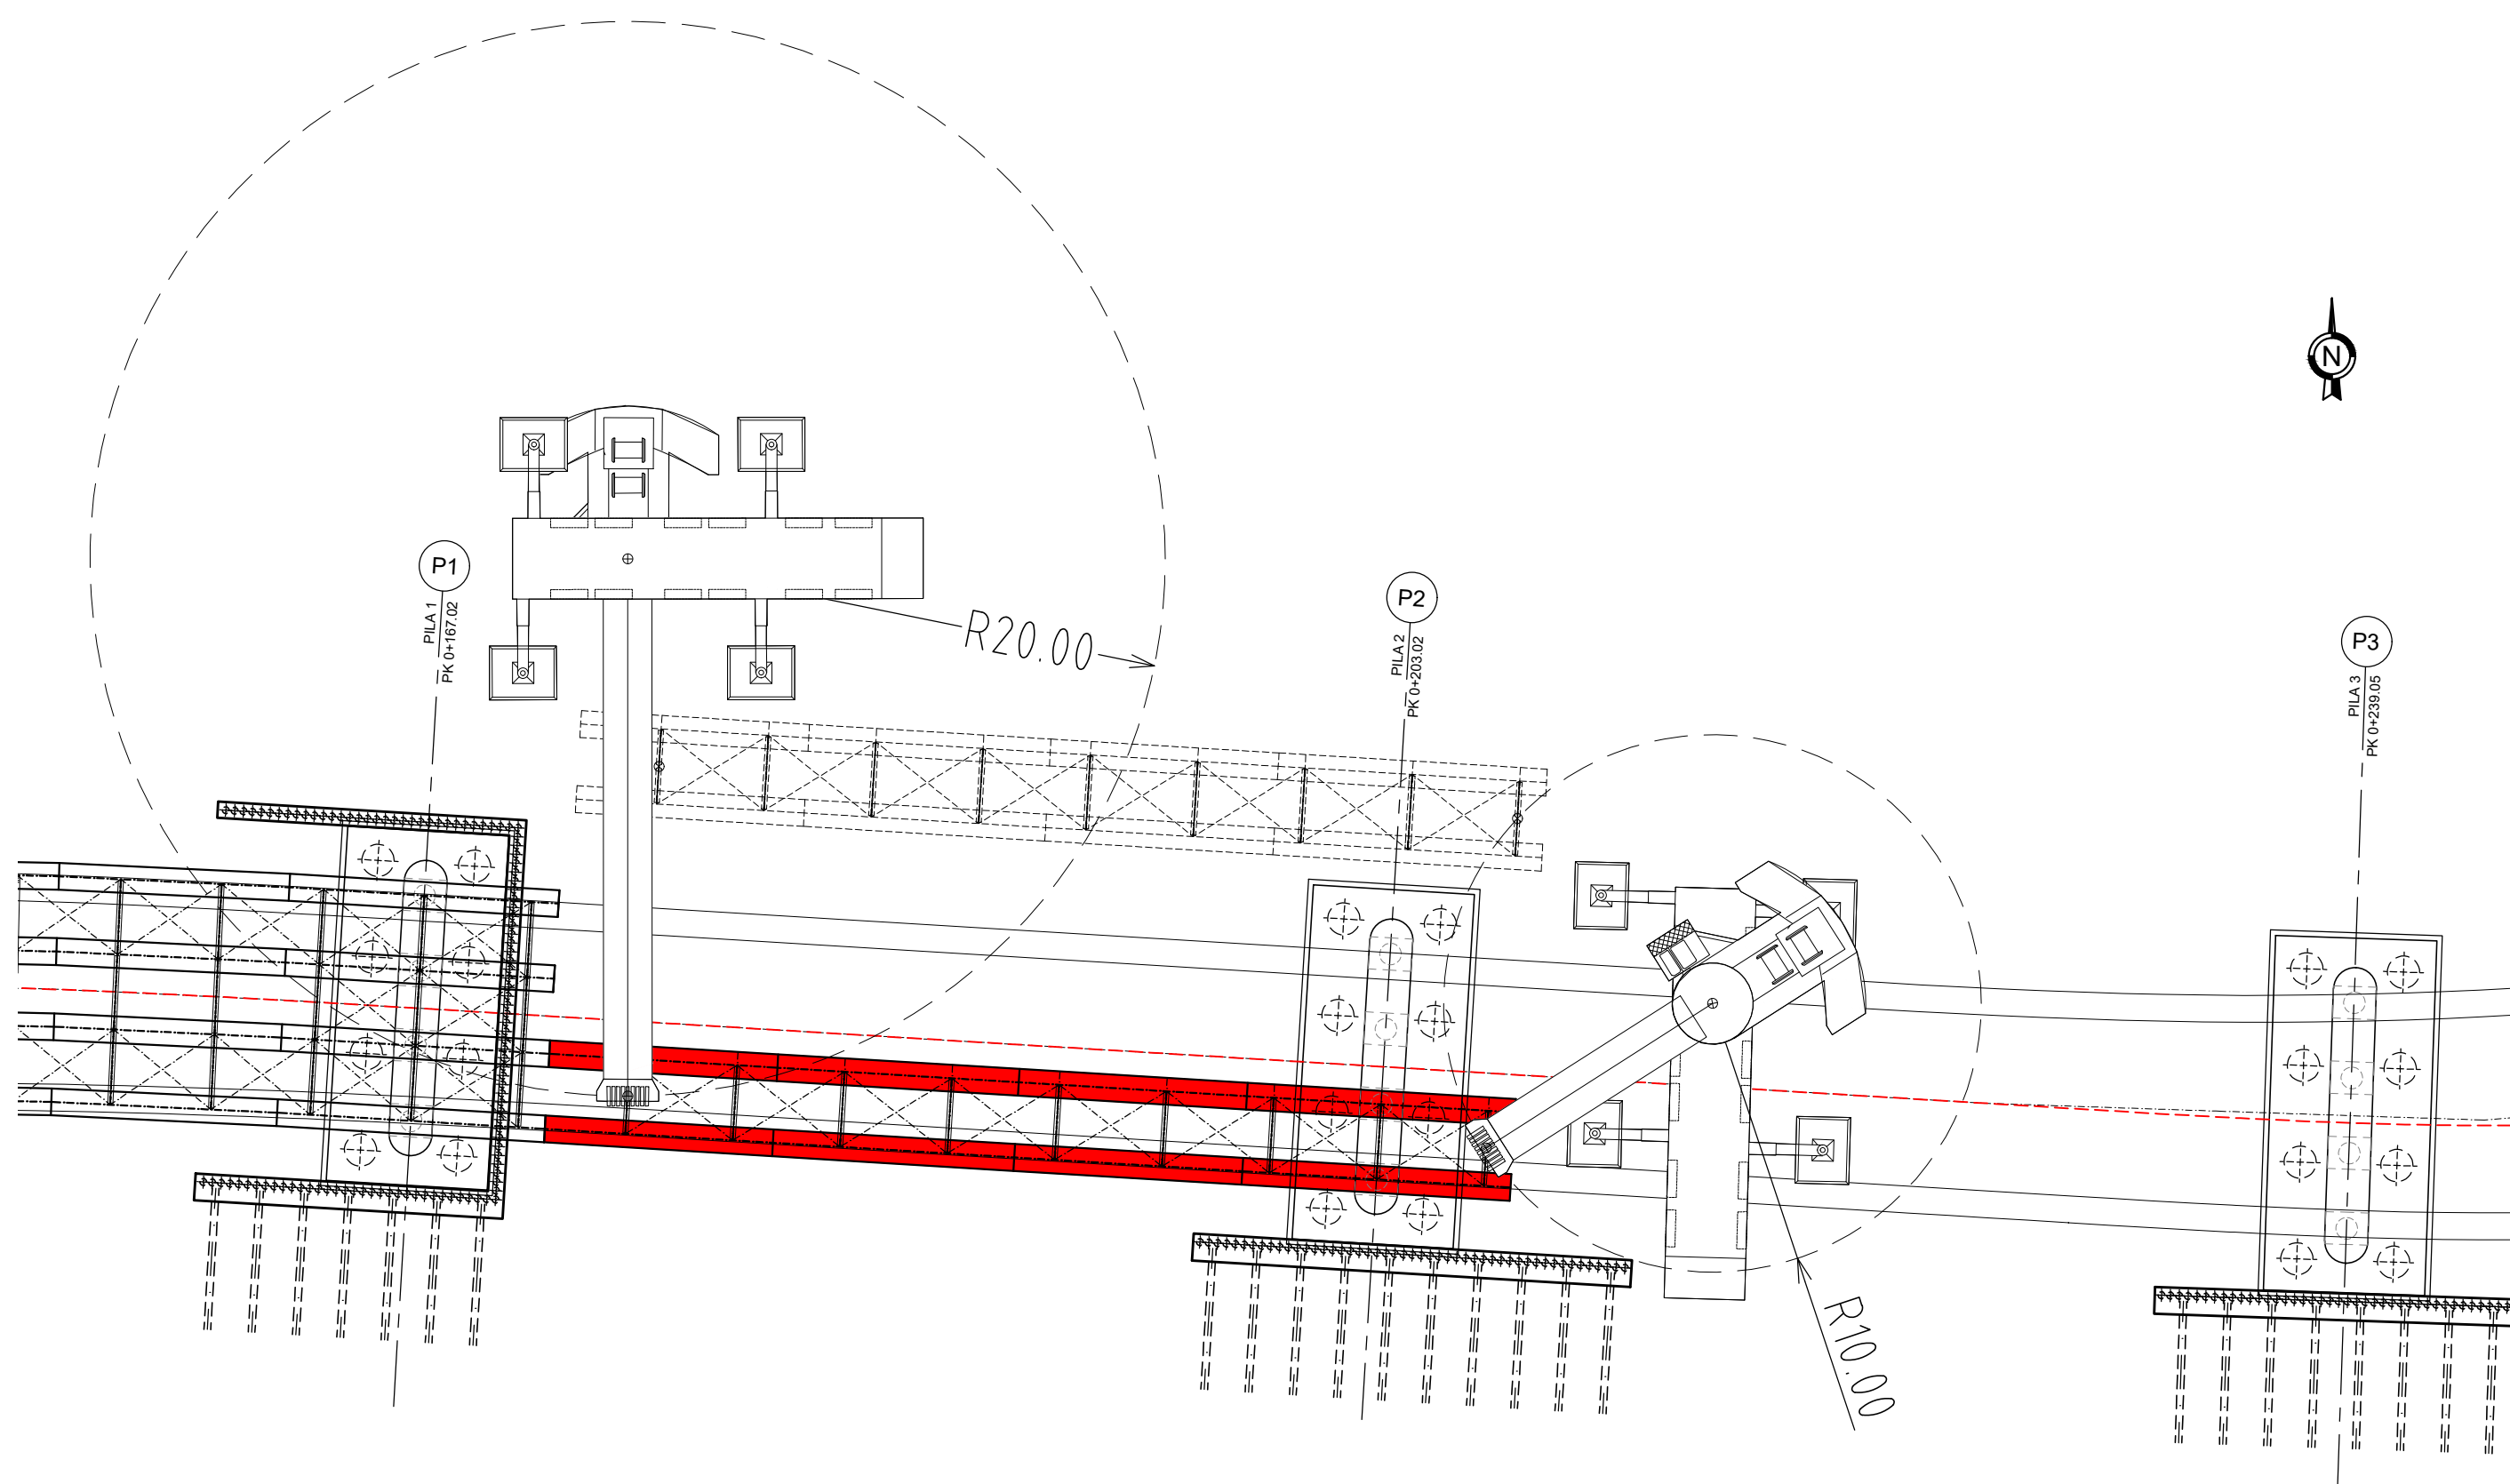 N
P1
PILA 1
PK 0+167.02
R20.00
P2
PILA 2
PK 0+203.02
P3
PILA 3
PK 0+239.05
R10.00